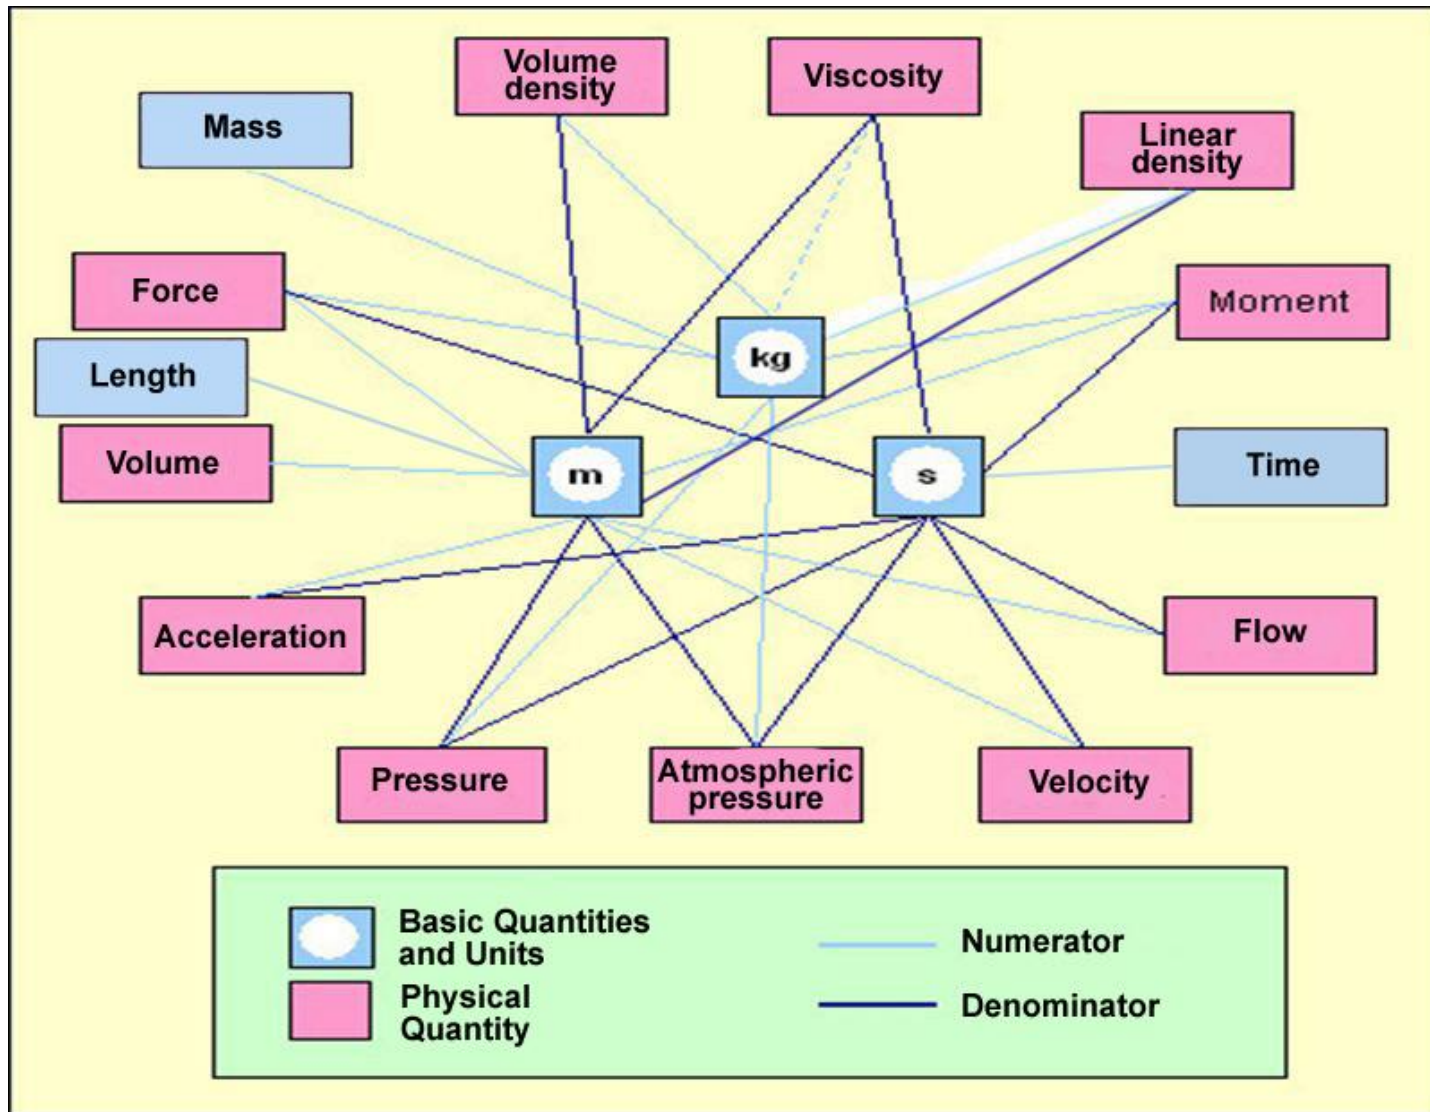 Volume
density
Viscosity
Mass
Linear
density
Force
Moment
kg
Length
Volume
m
s
Time
Acceleration
Flow
Pressure
Atmospheric
pressure
Velocity
Basic Quantities
and Units
Numerator
Physical
Quantity
Denominator